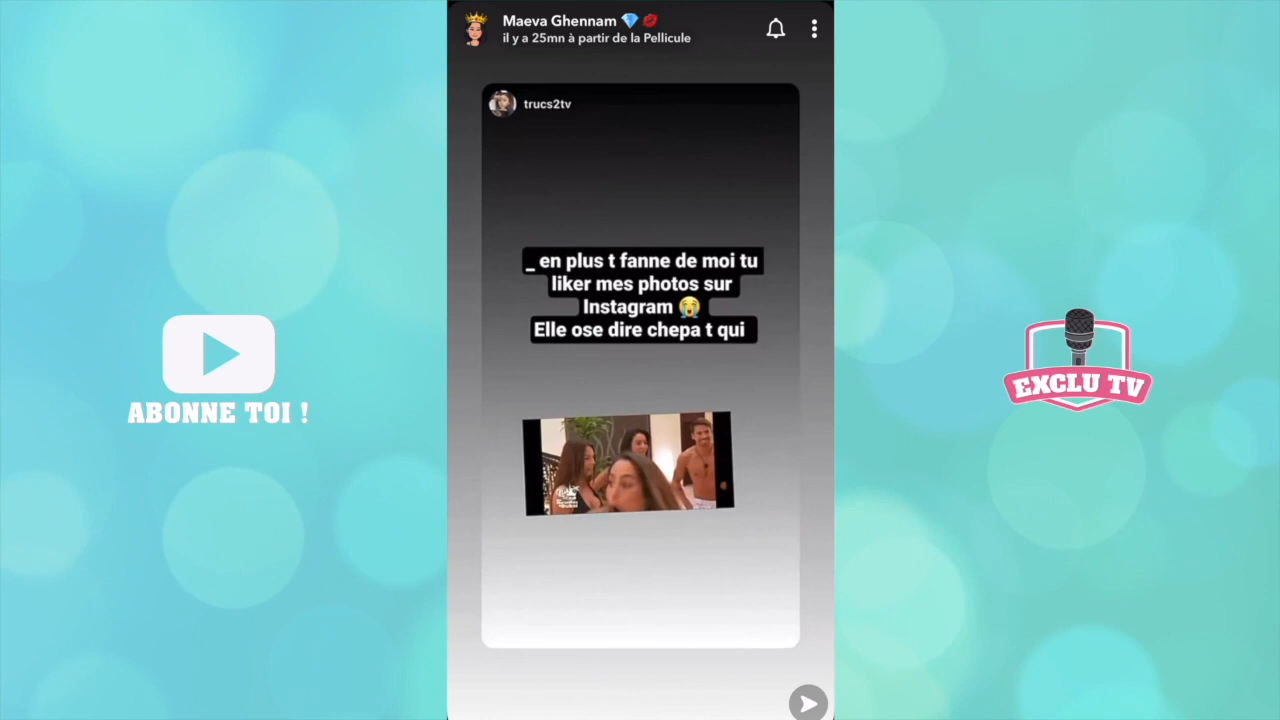 Maeva Ghennam 💎 💋
il y a 25mn à partir de la Pellicule
trucs2tv
_ en plus t fanne de moi tu
liker mes photos sur
Instagram 😭
Elle ose dire chepa t qui
ABONNE TOI !
EXCLU TV